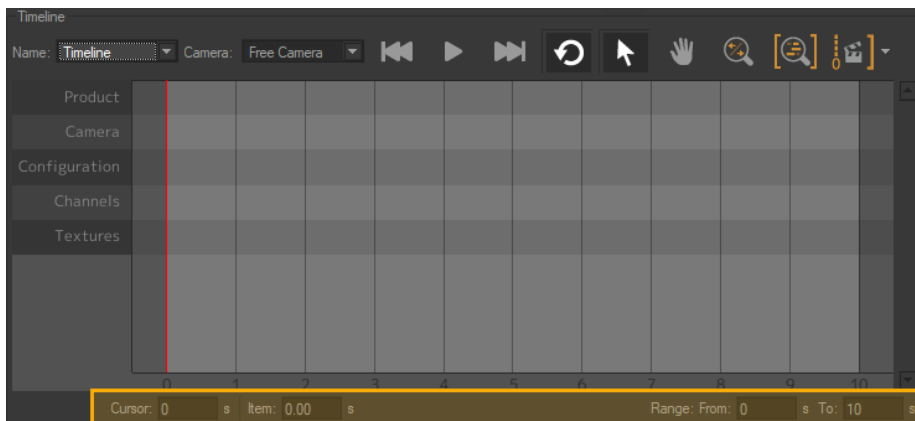 Timeline
Name: Timeline Camera: Free Camera
Product
Camera
Configuration
Channels
Textures
0 1 2 3 4 5 6 7 8 9 10
Cursor: 0 s Item: 0.00 s Range: From: 0 s To: 10 s